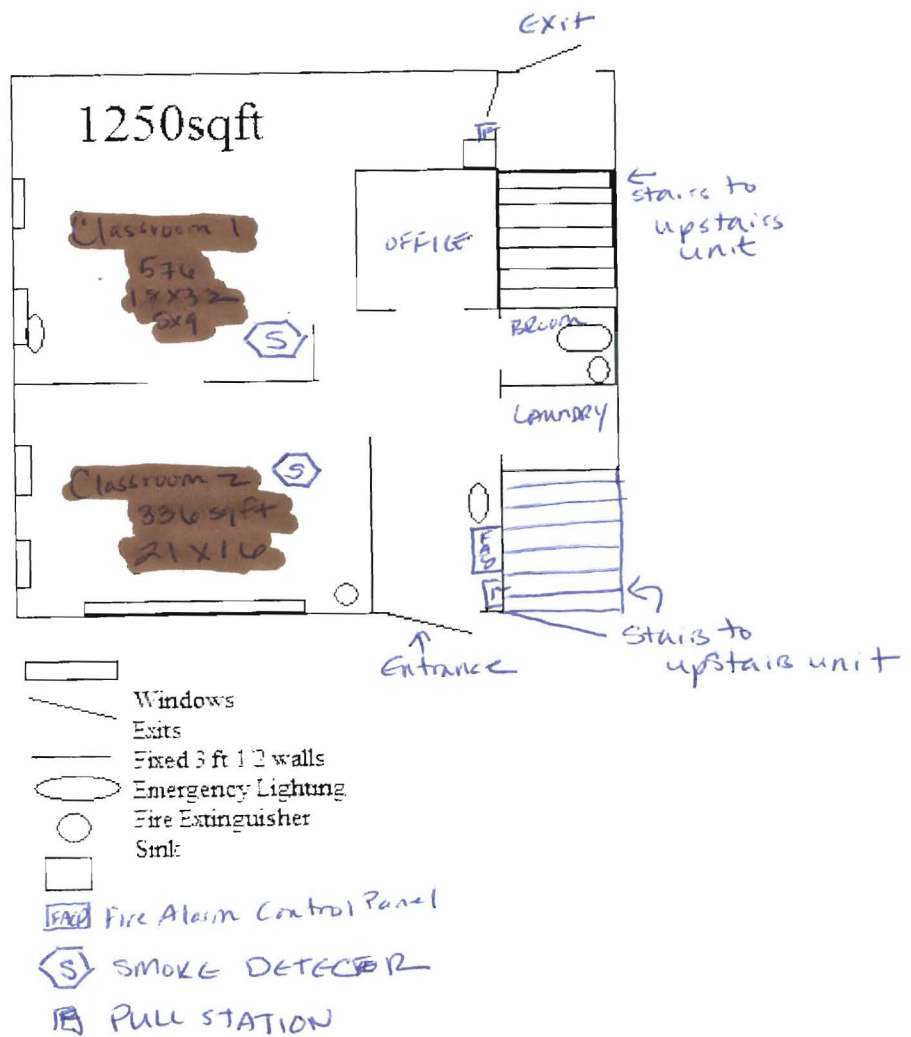 Exit
1250sqft
stairs to
upstairs
unit
Classroom 1
576
18x32
OFFICE
BROOM
LAUNDRY
S
S
Classroom 2
336 sqft
21x16
FACP
P
P
Entrance
Stairs to
upstairs unit
Windows
Exits
Fixed 3 ft 1 2 walls
Emergency Lighting
Fire Extinguisher
Sink
FACP Fire Alarm Control Panel
S SMOKE DETECTER
P PULL STATION